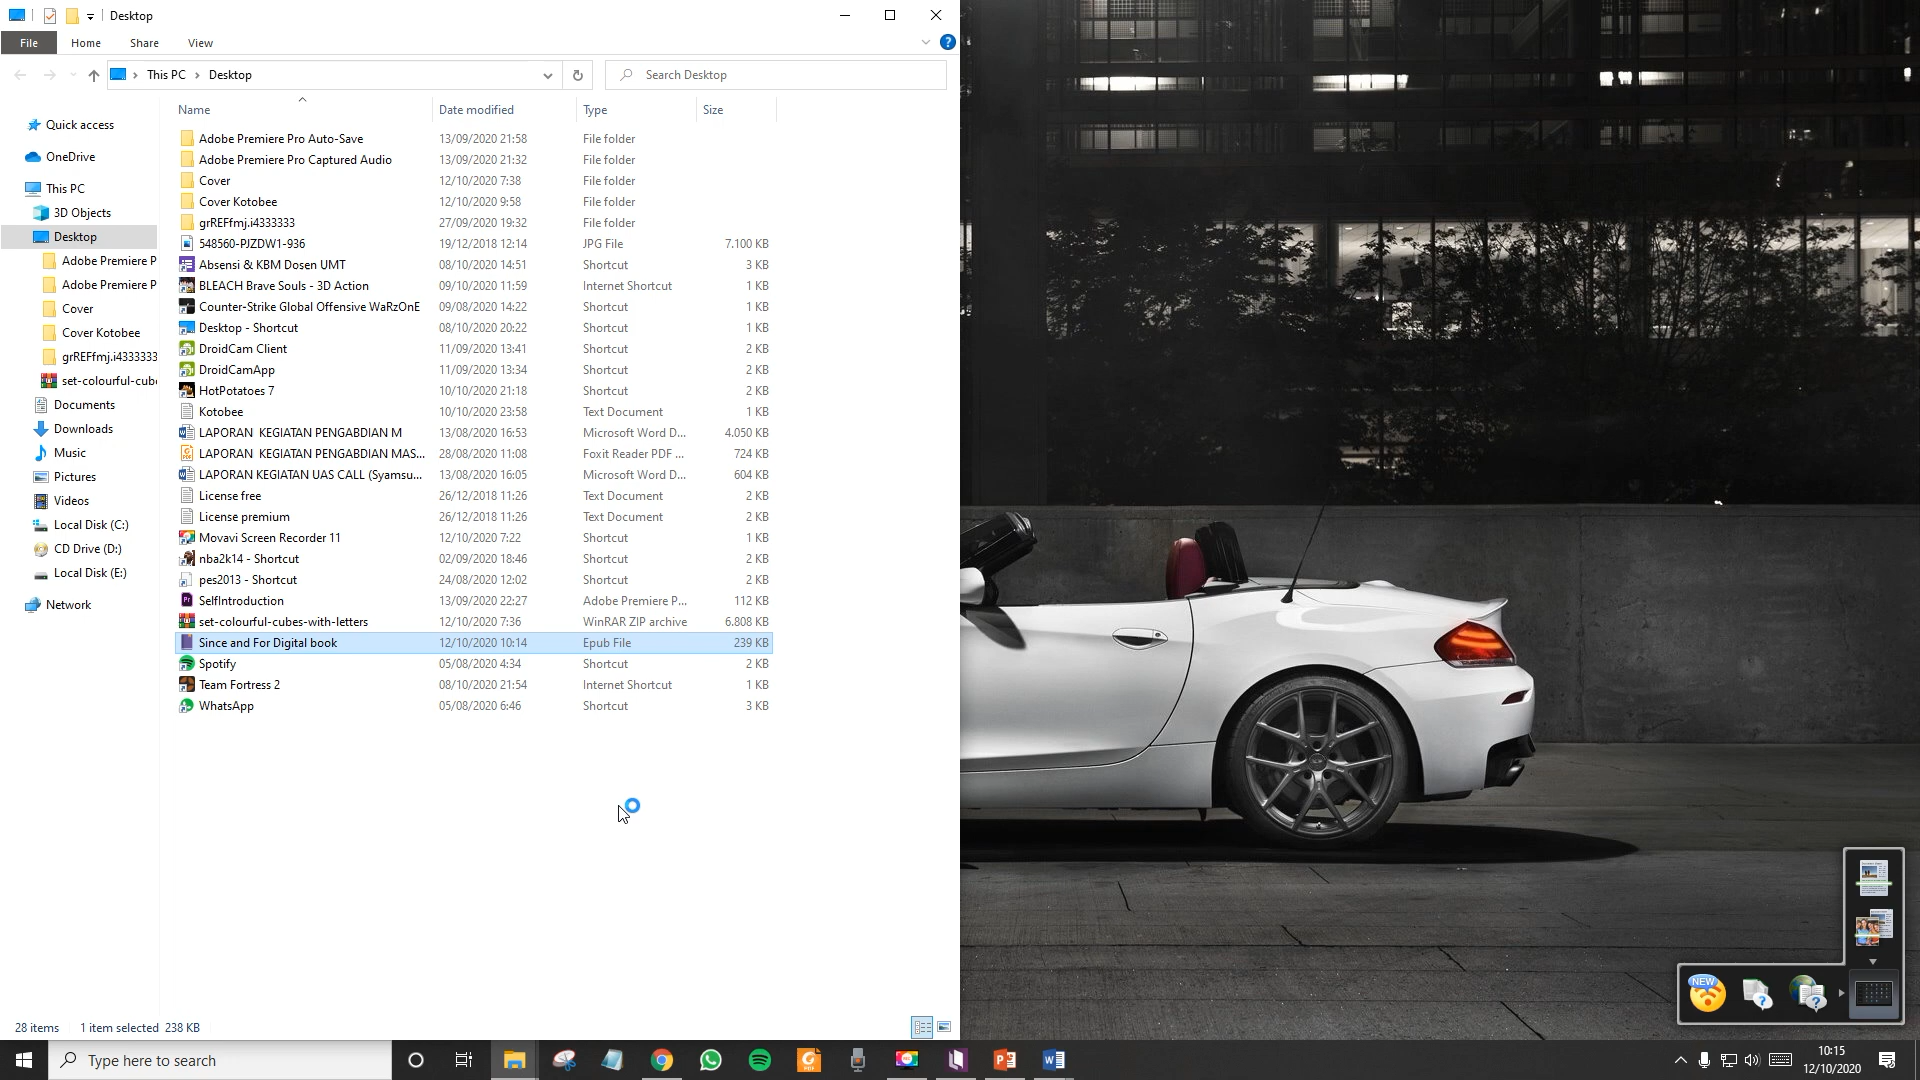 Desktop
File Home Share View
This PC Desktop
Search Desktop
Name Date modified Type Size
Quick access
OneDrive
This PC
3D Objects
Desktop
Adobe Premiere P
Adobe Premiere P
Cover
Cover Kotobee
grREFfmj.i4333333
set-colourful-cube
Documents
Downloads
Music
Pictures
Videos
Local Disk (C:)
CD Drive (D:)
Local Disk (E:)
Network
Adobe Premiere Pro Auto-Save 13/09/2020 21:58 File folder
Adobe Premiere Pro Captured Audio 13/09/2020 21:32 File folder
Cover 12/10/2020 7:38 File folder
Cover Kotobee 12/10/2020 9:58 File folder
grREFfmj.i4333333 27/09/2020 19:32 File folder
548560-PJZDW1-936 19/12/2018 12:14 JPG File 7.100 KB
Absensi & KBM Dosen UMT 08/10/2020 14:51 Shortcut 3 KB
BLEACH Brave Souls - 3D Action 09/10/2020 11:59 Internet Shortcut 1 KB
Counter-Strike Global Offensive WaRzOnE 09/08/2020 14:22 Shortcut 1 KB
Desktop - Shortcut 08/10/2020 20:22 Shortcut 1 KB
DroidCam Client 11/09/2020 13:41 Shortcut 2 KB
DroidCamApp 11/09/2020 13:34 Shortcut 2 KB
HotPotatoes 7 10/10/2020 21:18 Shortcut 2 KB
Kotobee 10/10/2020 23:58 Text Document 1 KB
LAPORAN KEGIATAN PENGABDIAN M 13/08/2020 16:53 Microsoft Word D... 4.050 KB
LAPORAN KEGIATAN PENGABDIAN MAS... 28/08/2020 11:08 Foxit Reader PDF ... 724 KB
LAPORAN KEGIATAN UAS CALL (Syamsu... 13/08/2020 16:05 Microsoft Word D... 604 KB
License free 26/12/2018 11:26 Text Document 2 KB
License premium 26/12/2018 11:26 Text Document 2 KB
Movavi Screen Recorder 11 12/10/2020 7:22 Shortcut 1 KB
nba2k14 - Shortcut 02/09/2020 18:46 Shortcut 2 KB
pes2013 - Shortcut 24/08/2020 12:02 Shortcut 2 KB
SelfIntroduction 13/09/2020 22:27 Adobe Premiere P... 112 KB
set-colourful-cubes-with-letters 12/10/2020 7:36 WinRAR ZIP archive 6.808 KB
Since and For Digital book 12/10/2020 10:14 Epub File 239 KB
Spotify 05/08/2020 4:34 Shortcut 2 KB
Team Fortress 2 08/10/2020 21:54 Internet Shortcut 1 KB
WhatsApp 05/08/2020 6:46 Shortcut 3 KB
28 items 1 item selected 238 KB
NEW
Type here to search
10:15
12/10/2020